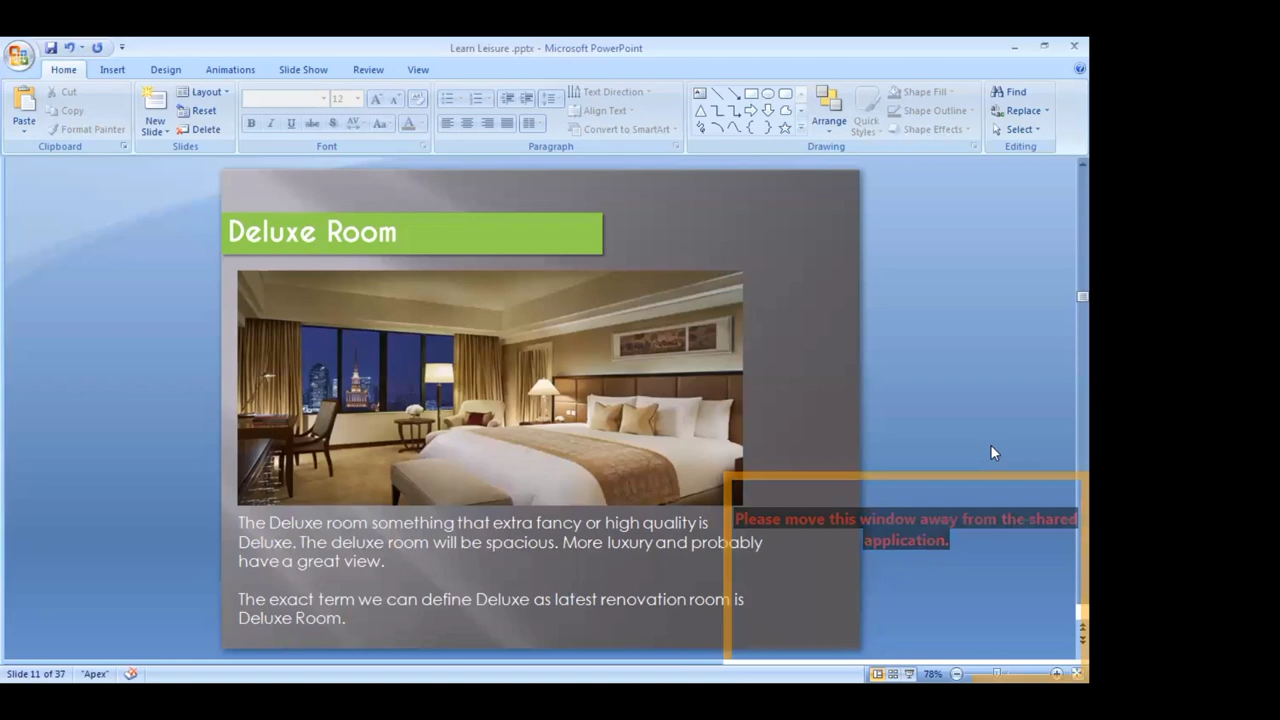 Learn Leisure .pptx - Microsoft PowerPoint
Home Insert Design Animations Slide Show Review View
Paste
Cut
Copy
Format Painter
Clipboard
New Slide
Layout
Reset
Delete
Slides
12
B I U abe S AV Aa A
Font
Text Direction
Align Text
Convert to SmartArt
Paragraph
Arrange
Quick Styles
Shape Fill
Shape Outline
Shape Effects
Drawing
Find
Replace
Select
Editing
Deluxe Room
The Deluxe room something that extra fancy or high quality is
Deluxe. The deluxe room will be spacious. More luxury and probably
have a great view.
The exact term we can define Deluxe as latest renovation room is
Deluxe Room.
Please move this window away from the shared
application.
Slide 11 of 37 "Apex" 78%